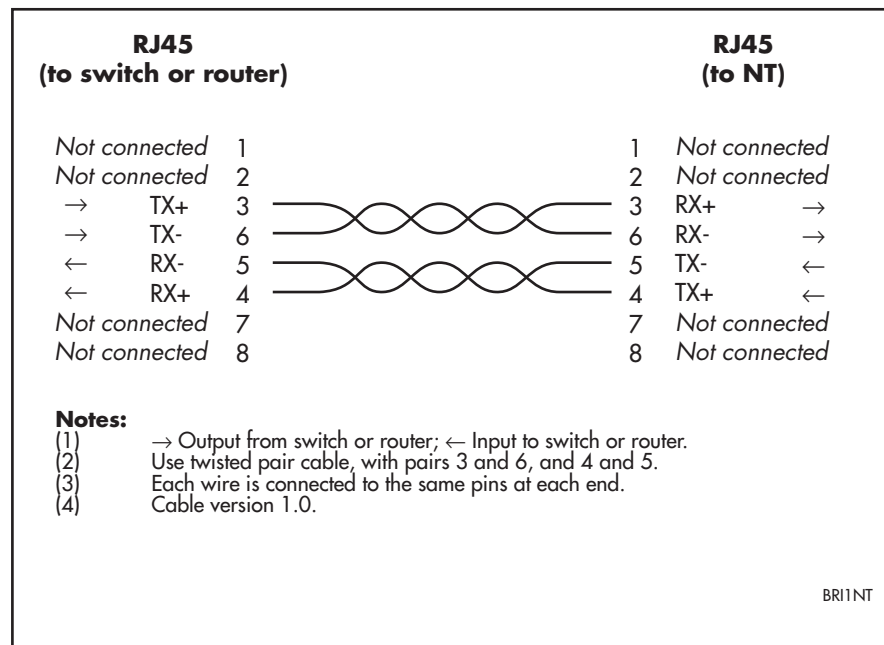 RJ45 RJ45
(to switch or router) (to NT)
Not connected 1 1 Not connected
Not connected 2 2 Not connected
→ TX+ 3 3 RX+ →
→ TX- 6 6 RX- →
← RX- 5 5 TX- ←
← RX+ 4 4 TX+ ←
Not connected 7 7 Not connected
Not connected 8 8 Not connected
Notes:
(1) → Output from switch or router; ← Input to switch or router.
(2) Use twisted pair cable, with pairs 3 and 6, and 4 and 5.
(3) Each wire is connected to the same pins at each end.
(4) Cable version 1.0.
BRI1NT